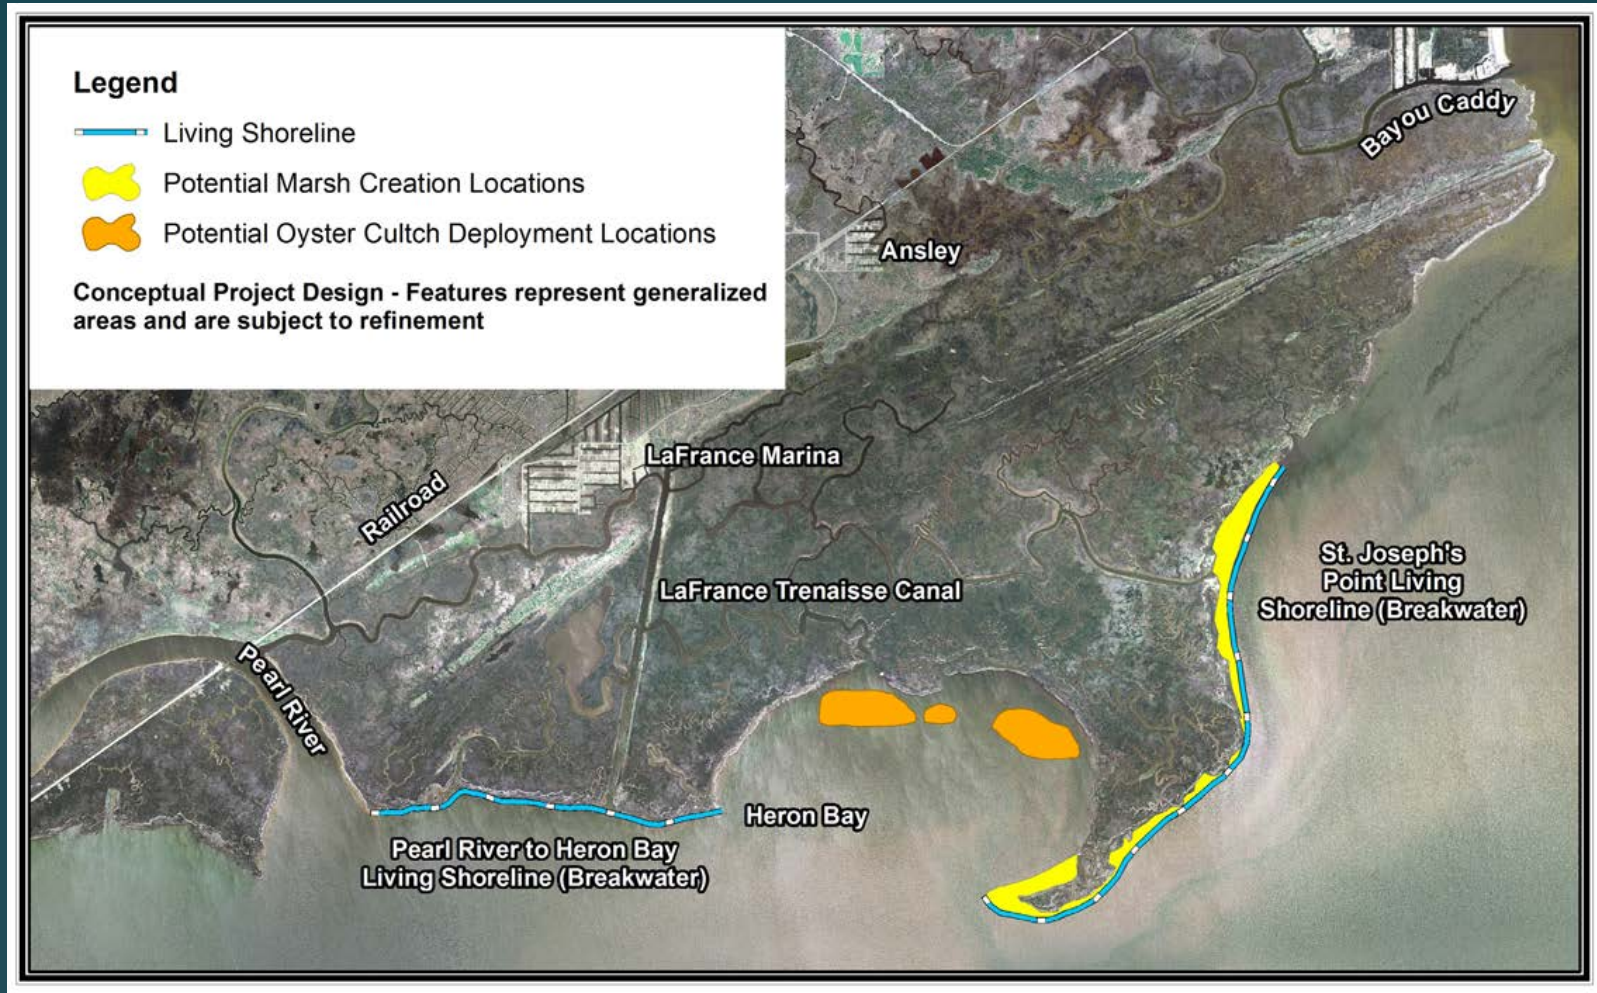 Legend
Living Shoreline
Potential Marsh Creation Locations
Potential Oyster Cultch Deployment Locations
Conceptual Project Design - Features represent generalized
areas and are subject to refinement
Bayou Caddy
Ansley
LaFrance Marina
Railroad
St. Joseph's
Point Living
Shoreline (Breakwater)
LaFrance Trenaisse Canal
Pearl River
Heron Bay
Pearl River to Heron Bay
Living Shoreline (Breakwater)